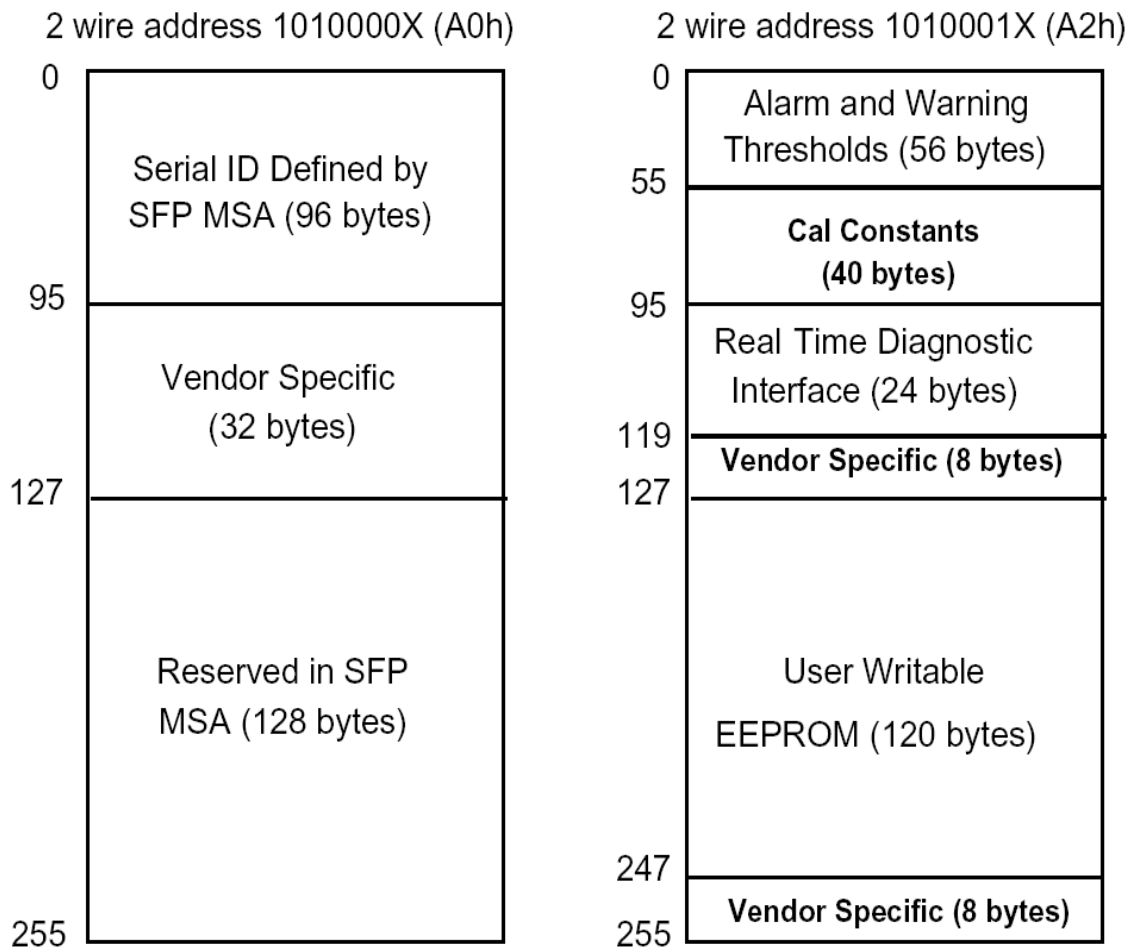 2 wire address 1010000X (A0h)
0
Serial ID Defined by
SFP MSA (96 bytes)
95
Vendor Specific
(32 bytes)
127
Reserved in SFP
MSA (128 bytes)
255
2 wire address 1010001X (A2h)
0
Alarm and Warning
Thresholds (56 bytes)
55
Cal Constants
(40 bytes)
95
Real Time Diagnostic
Interface (24 bytes)
119
Vendor Specific (8 bytes)
127
User Writable
EEPROM (120 bytes)
247
Vendor Specific (8 bytes)
255